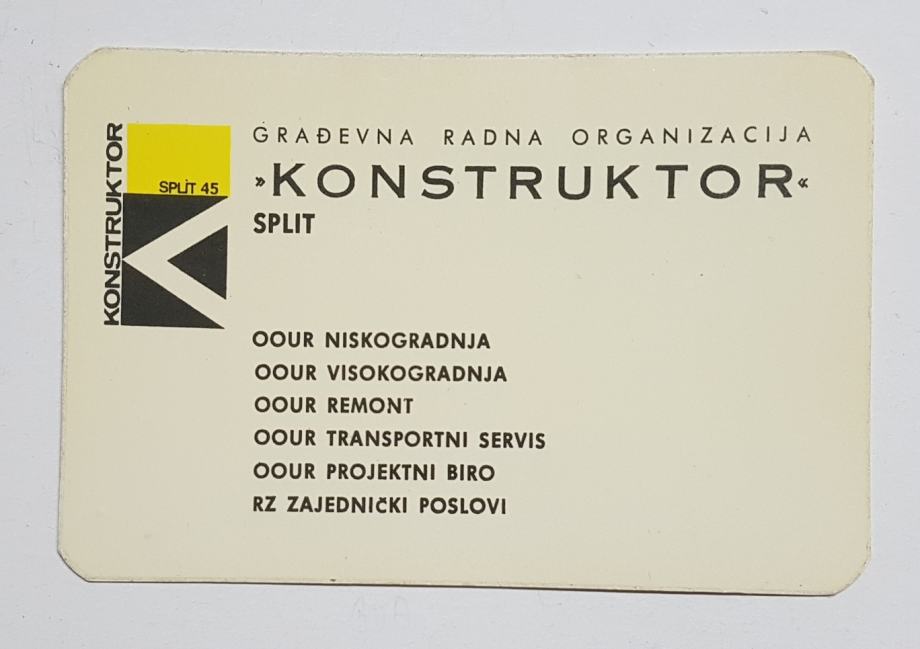 KONSTRUKTOR
SPLIT 45
GRAĐEVNA RADNA ORGANIZACIJA
»KONSTRUKTOR«
SPLIT
OOUR NISKOGRADNJA
OOUR VISOKOGRADNJA
OOUR REMONT
OOUR TRANSPORTNI SERVIS
OOUR PROJEKTNI BIRO
RZ ZAJEDNIČKI POSLOVI